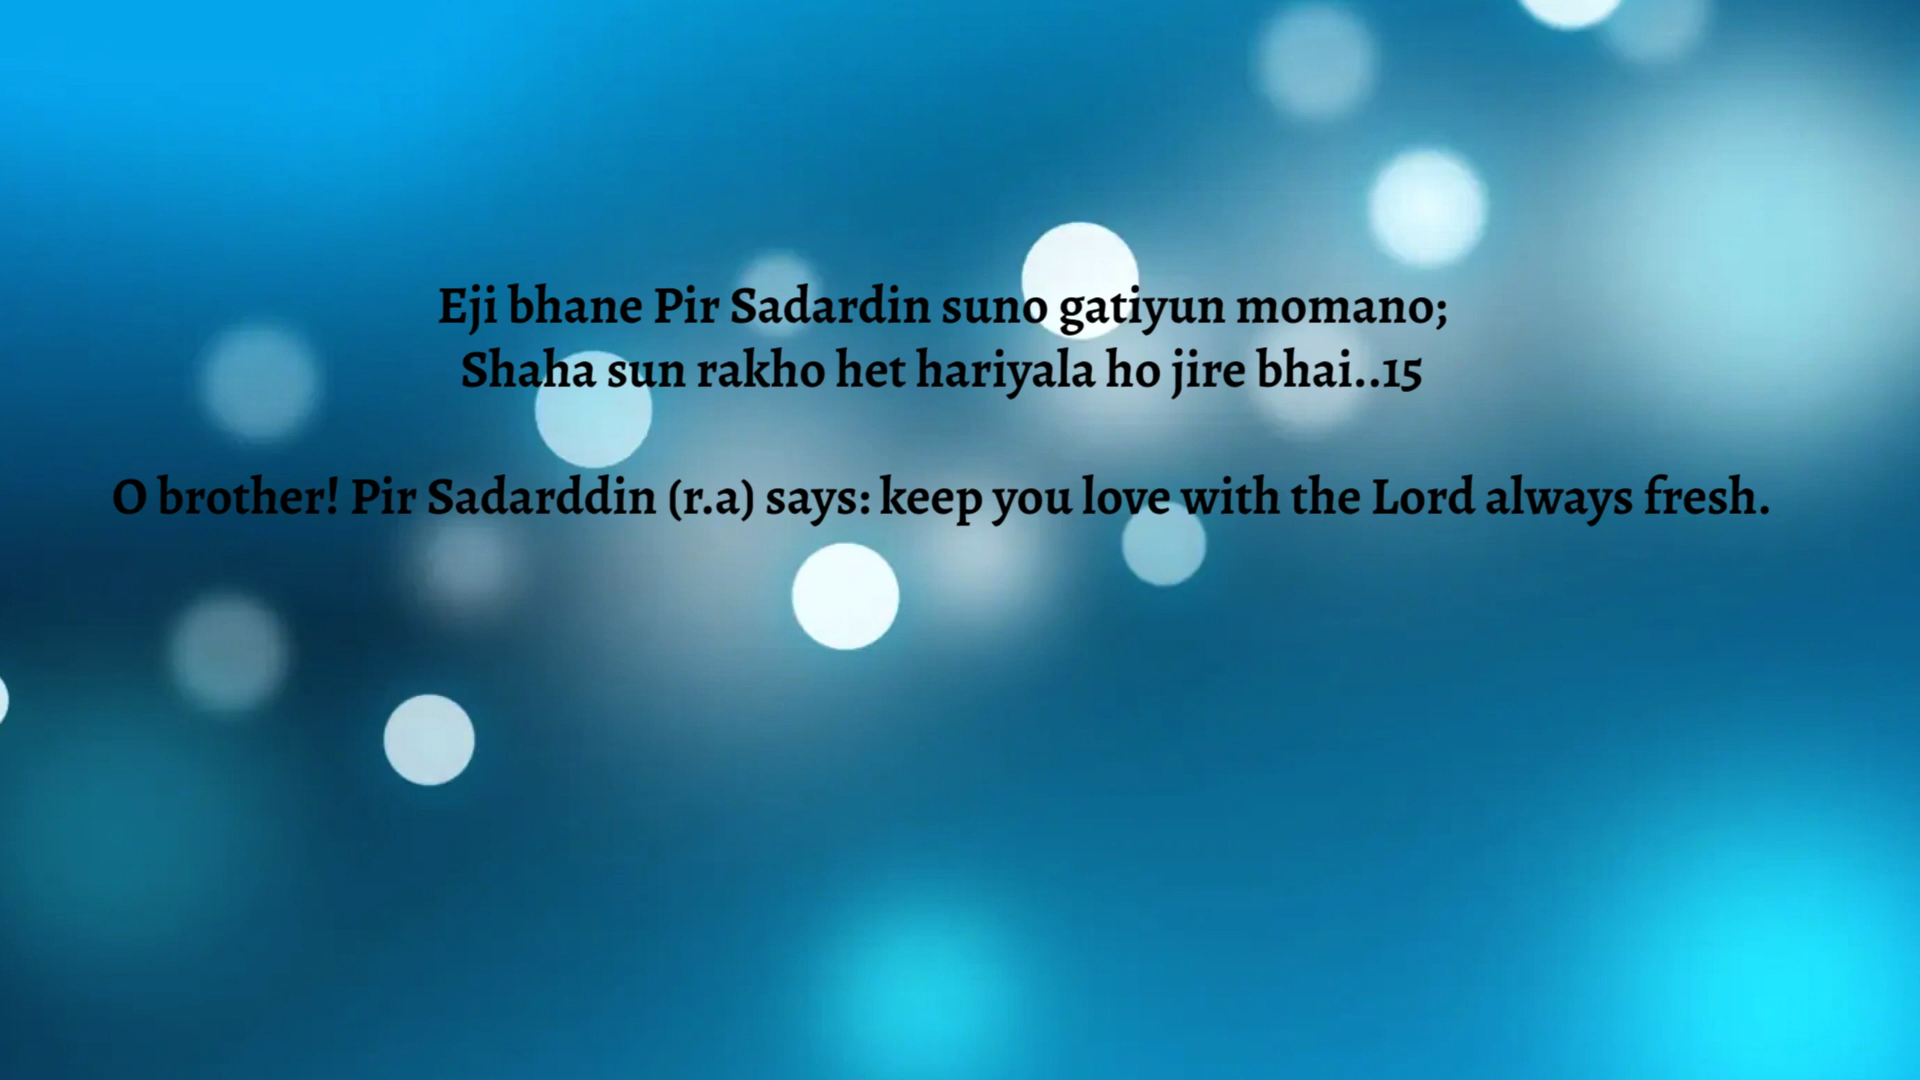 Eji bhane Pir Sadardin suno gatiyun momano;
Shaha sun rakho het hariyala ho jire bhai..15
O brother! Pir Sadarddin (r.a) says: keep you love with the Lord always fresh.